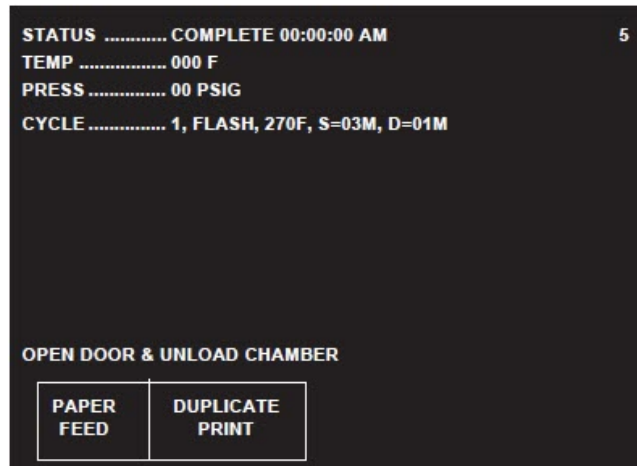 STATUS ............ COMPLETE 00:00:00 AM 5
TEMP ................. 000 F
PRESS ............... 00 PSIG
CYCLE ............... 1, FLASH, 270F, S=03M, D=01M
OPEN DOOR & UNLOAD CHAMBER
PAPER FEED
DUPLICATE PRINT